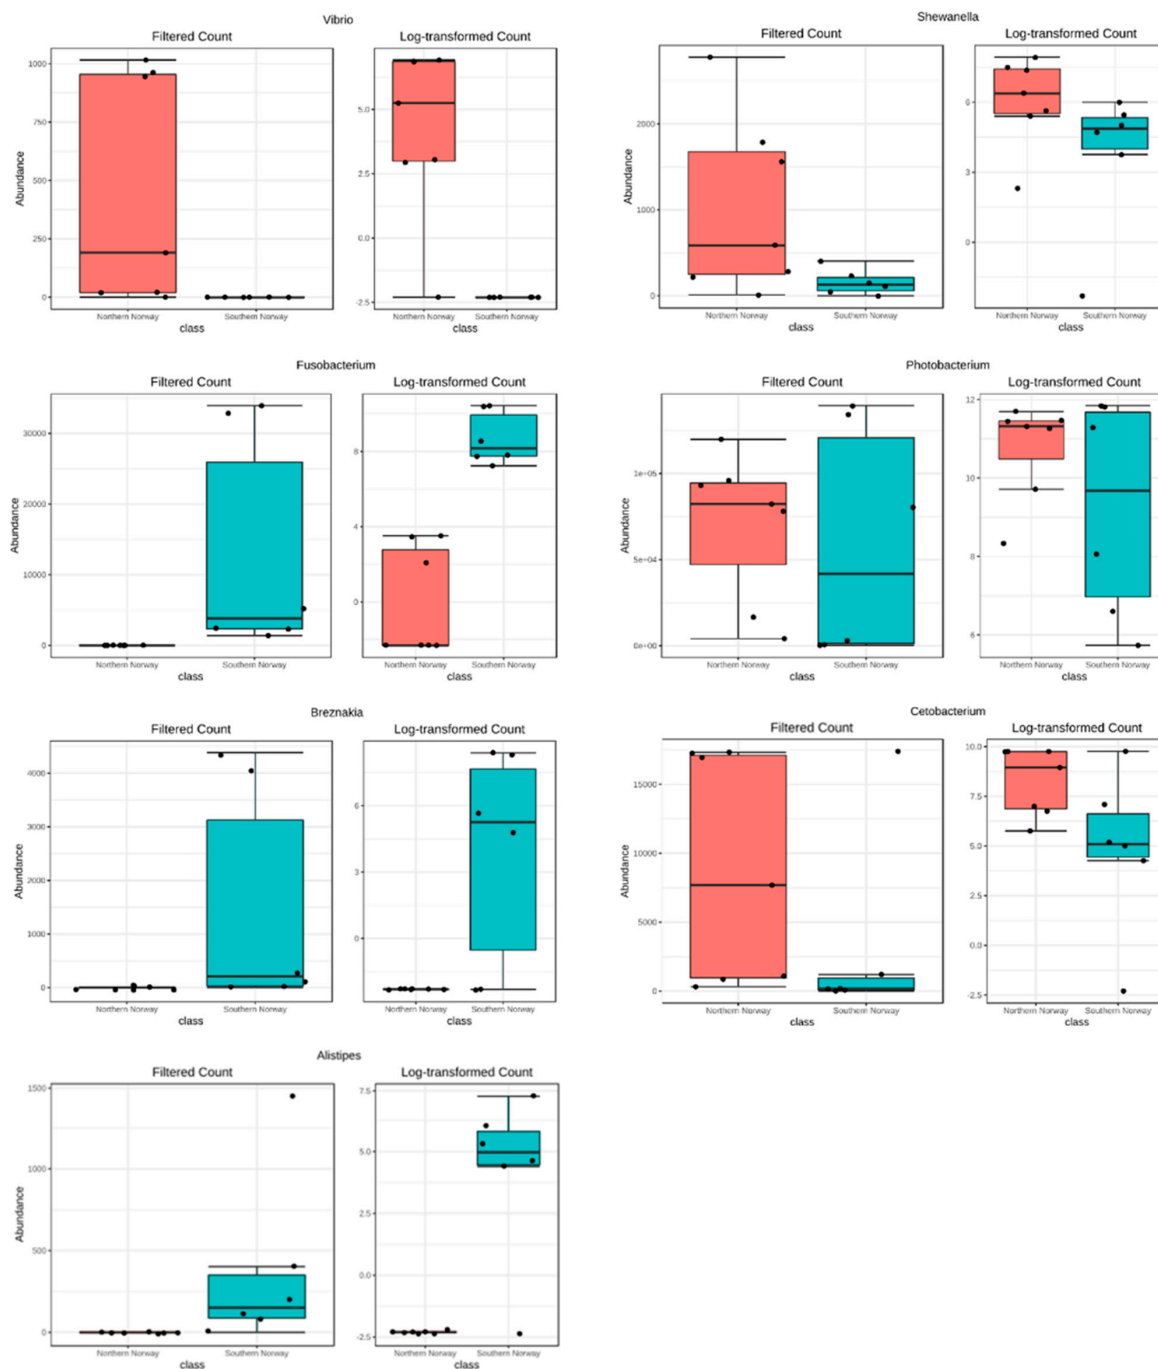 Vibrio
Filtered Count
Log-transformed Count
Abundance
1000
750
500
250
0
5.0
2.5
0.0
-2.5
Northern Norway
Southern Norway
class
Northern Norway
Southern Norway
class
Shewanella
Filtered Count
Log-transformed Count
Abundance
2000
1000
0
6
3
0
Northern Norway
Southern Norway
class
Northern Norway
Southern Norway
class
Fusobacterium
Filtered Count
Log-transformed Count
Abundance
30000
20000
10000
0
8
4
0
Northern Norway
Southern Norway
class
Northern Norway
Southern Norway
class
Photobacterium
Filtered Count
Log-transformed Count
Abundance
1e+05
5e+04
0e+00
12
10
8
6
Northern Norway
Southern Norway
class
Northern Norway
Southern Norway
class
Breznakia
Filtered Count
Log-transformed Count
Abundance
4000
3000
2000
1000
0
6
3
0
Northern Norway
Southern Norway
class
Northern Norway
Southern Norway
class
Cetobacterium
Filtered Count
Log-transformed Count
Abundance
15000
10000
5000
0
10.0
7.5
5.0
2.5
0.0
-2.5
Northern Norway
Southern Norway
class
Northern Norway
Southern Norway
class
Alistipes
Filtered Count
Log-transformed Count
Abundance
1500
1000
500
0
7.5
5.0
2.5
0.0
-2.5
Northern Norway
Southern Norway
class
Northern Norway
Southern Norway
class